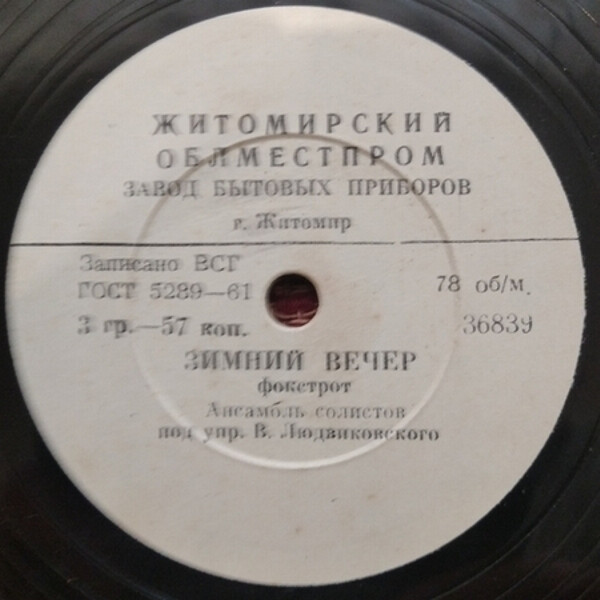 ЖИТОМИРСКИЙ
ОБЛМЕСТПРОМ
ЗАВОД БЫТОВЫХ ПРИБОРОВ
г. Житомир
Записано ВСГ
ГОСТ 5289—61
78 об/м.
3 гр.—57 коп.
36839
ЗИМНИЙ ВЕЧЕР
фокстрот
Ансамбль солистов
под упр. В. Людвиковского